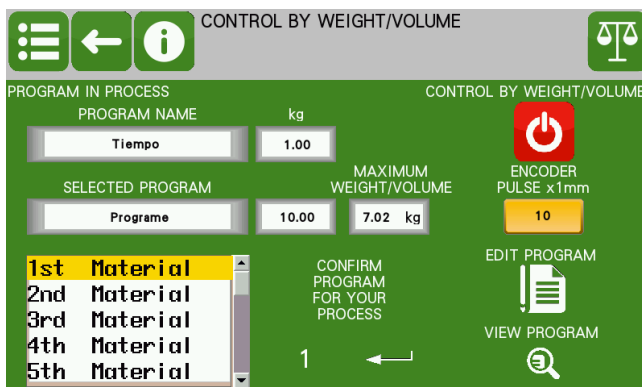 CONTROL BY WEIGHT/VOLUME
PROGRAM IN PROCESS
CONTROL BY WEIGHT/VOLUME
PROGRAM NAME
kg
Tiempo
1.00
SELECTED PROGRAM
MAXIMUM
WEIGHT/VOLUME
ENCODER
PULSE x1mm
Programe
10.00
7.02 kg
10
1st Material
2nd Material
3rd Material
4th Material
5th Material
CONFIRM
PROGRAM
FOR YOUR
PROCESS
1
EDIT PROGRAM
VIEW PROGRAM